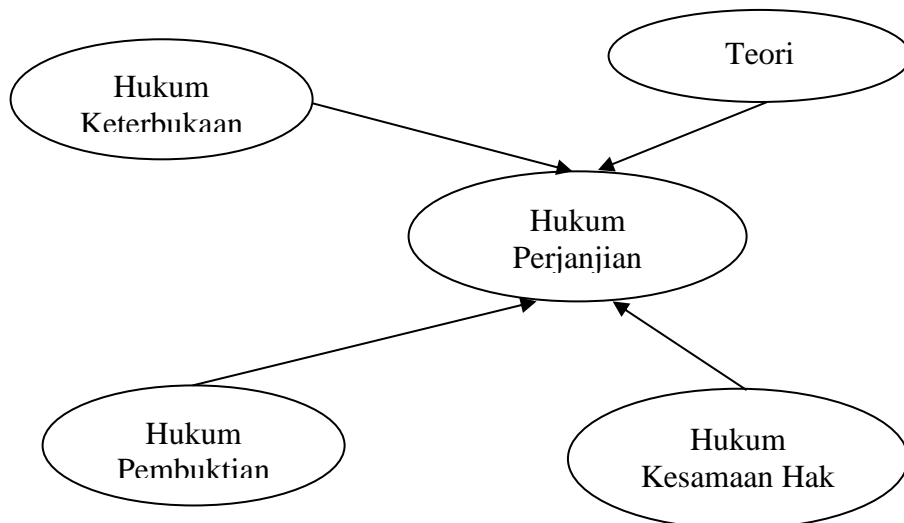 Hukum
Keterbukaan
Teori
Hukum
Perjanjian
Hukum
Pembuktian
Hukum
Kesamaan Hak